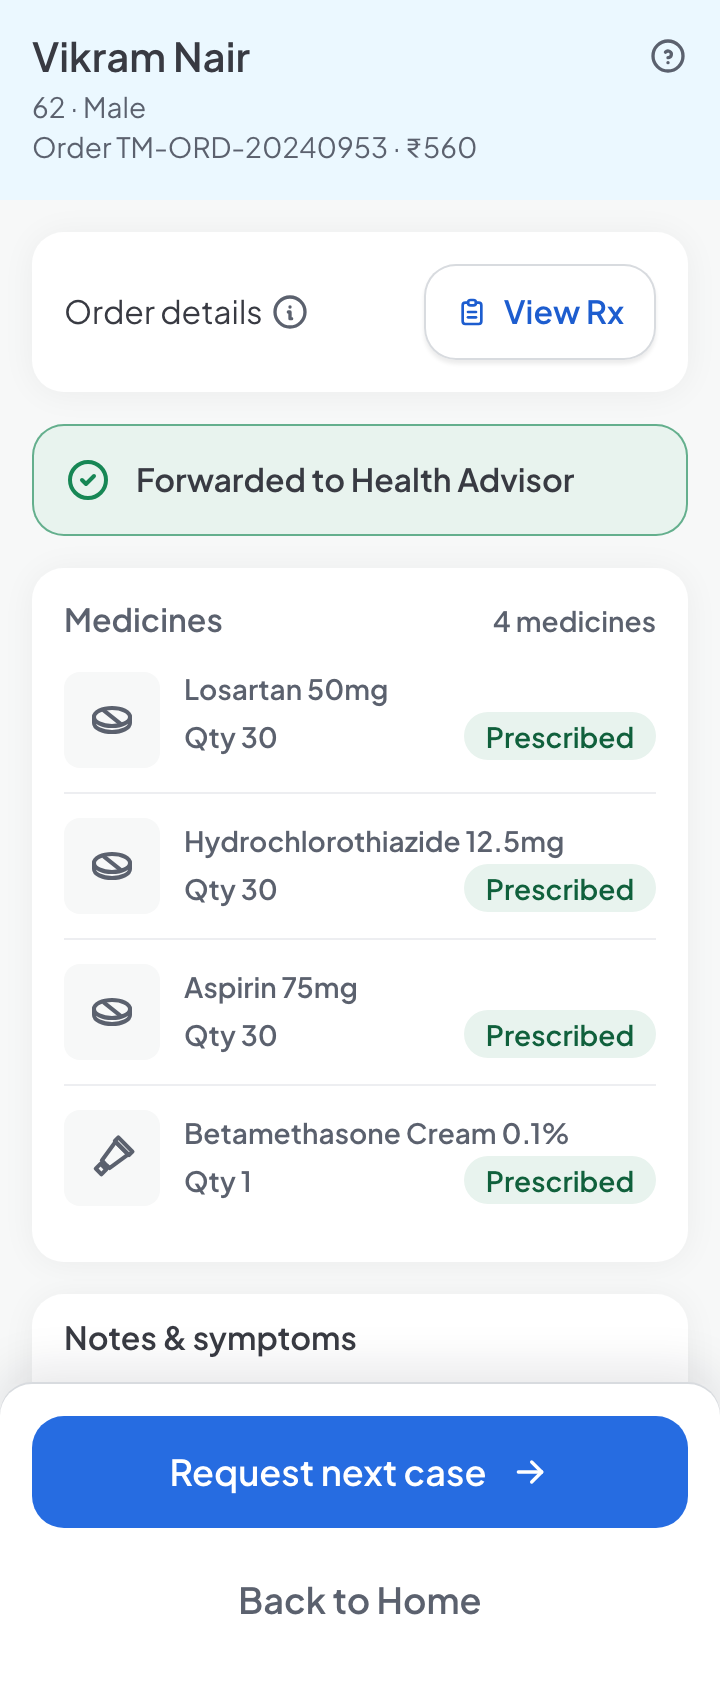 Vikram Nair
62 · Male
Order TM-ORD-20240953 · ₹560
Order details
View Rx
Forwarded to Health Advisor
Medicines
4 medicines
Losartan 50mg
Qty 30
Prescribed
Hydrochlorothiazide 12.5mg
Qty 30
Prescribed
Aspirin 75mg
Qty 30
Prescribed
Betamethasone Cream 0.1%
Qty 1
Prescribed
Notes & symptoms
Request next case →
Back to Home